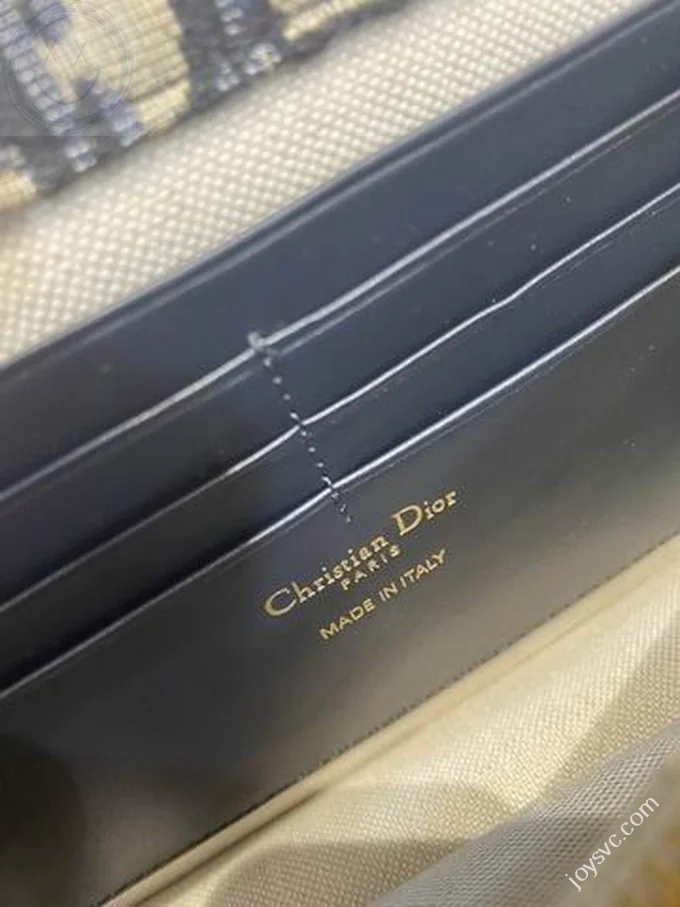 Christian Dior
PARIS
MADE IN ITALY
joysvc.com